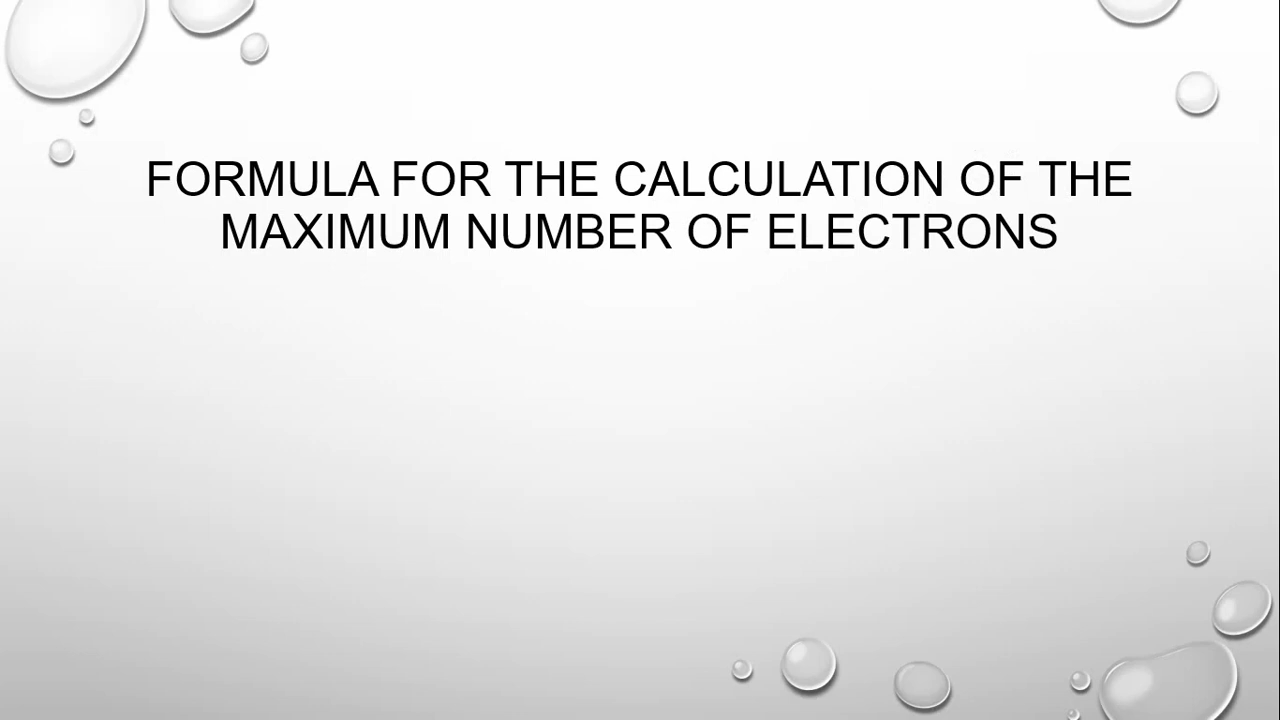 FORMULA FOR THE CALCULATION OF THE
MAXIMUM NUMBER OF ELECTRONS